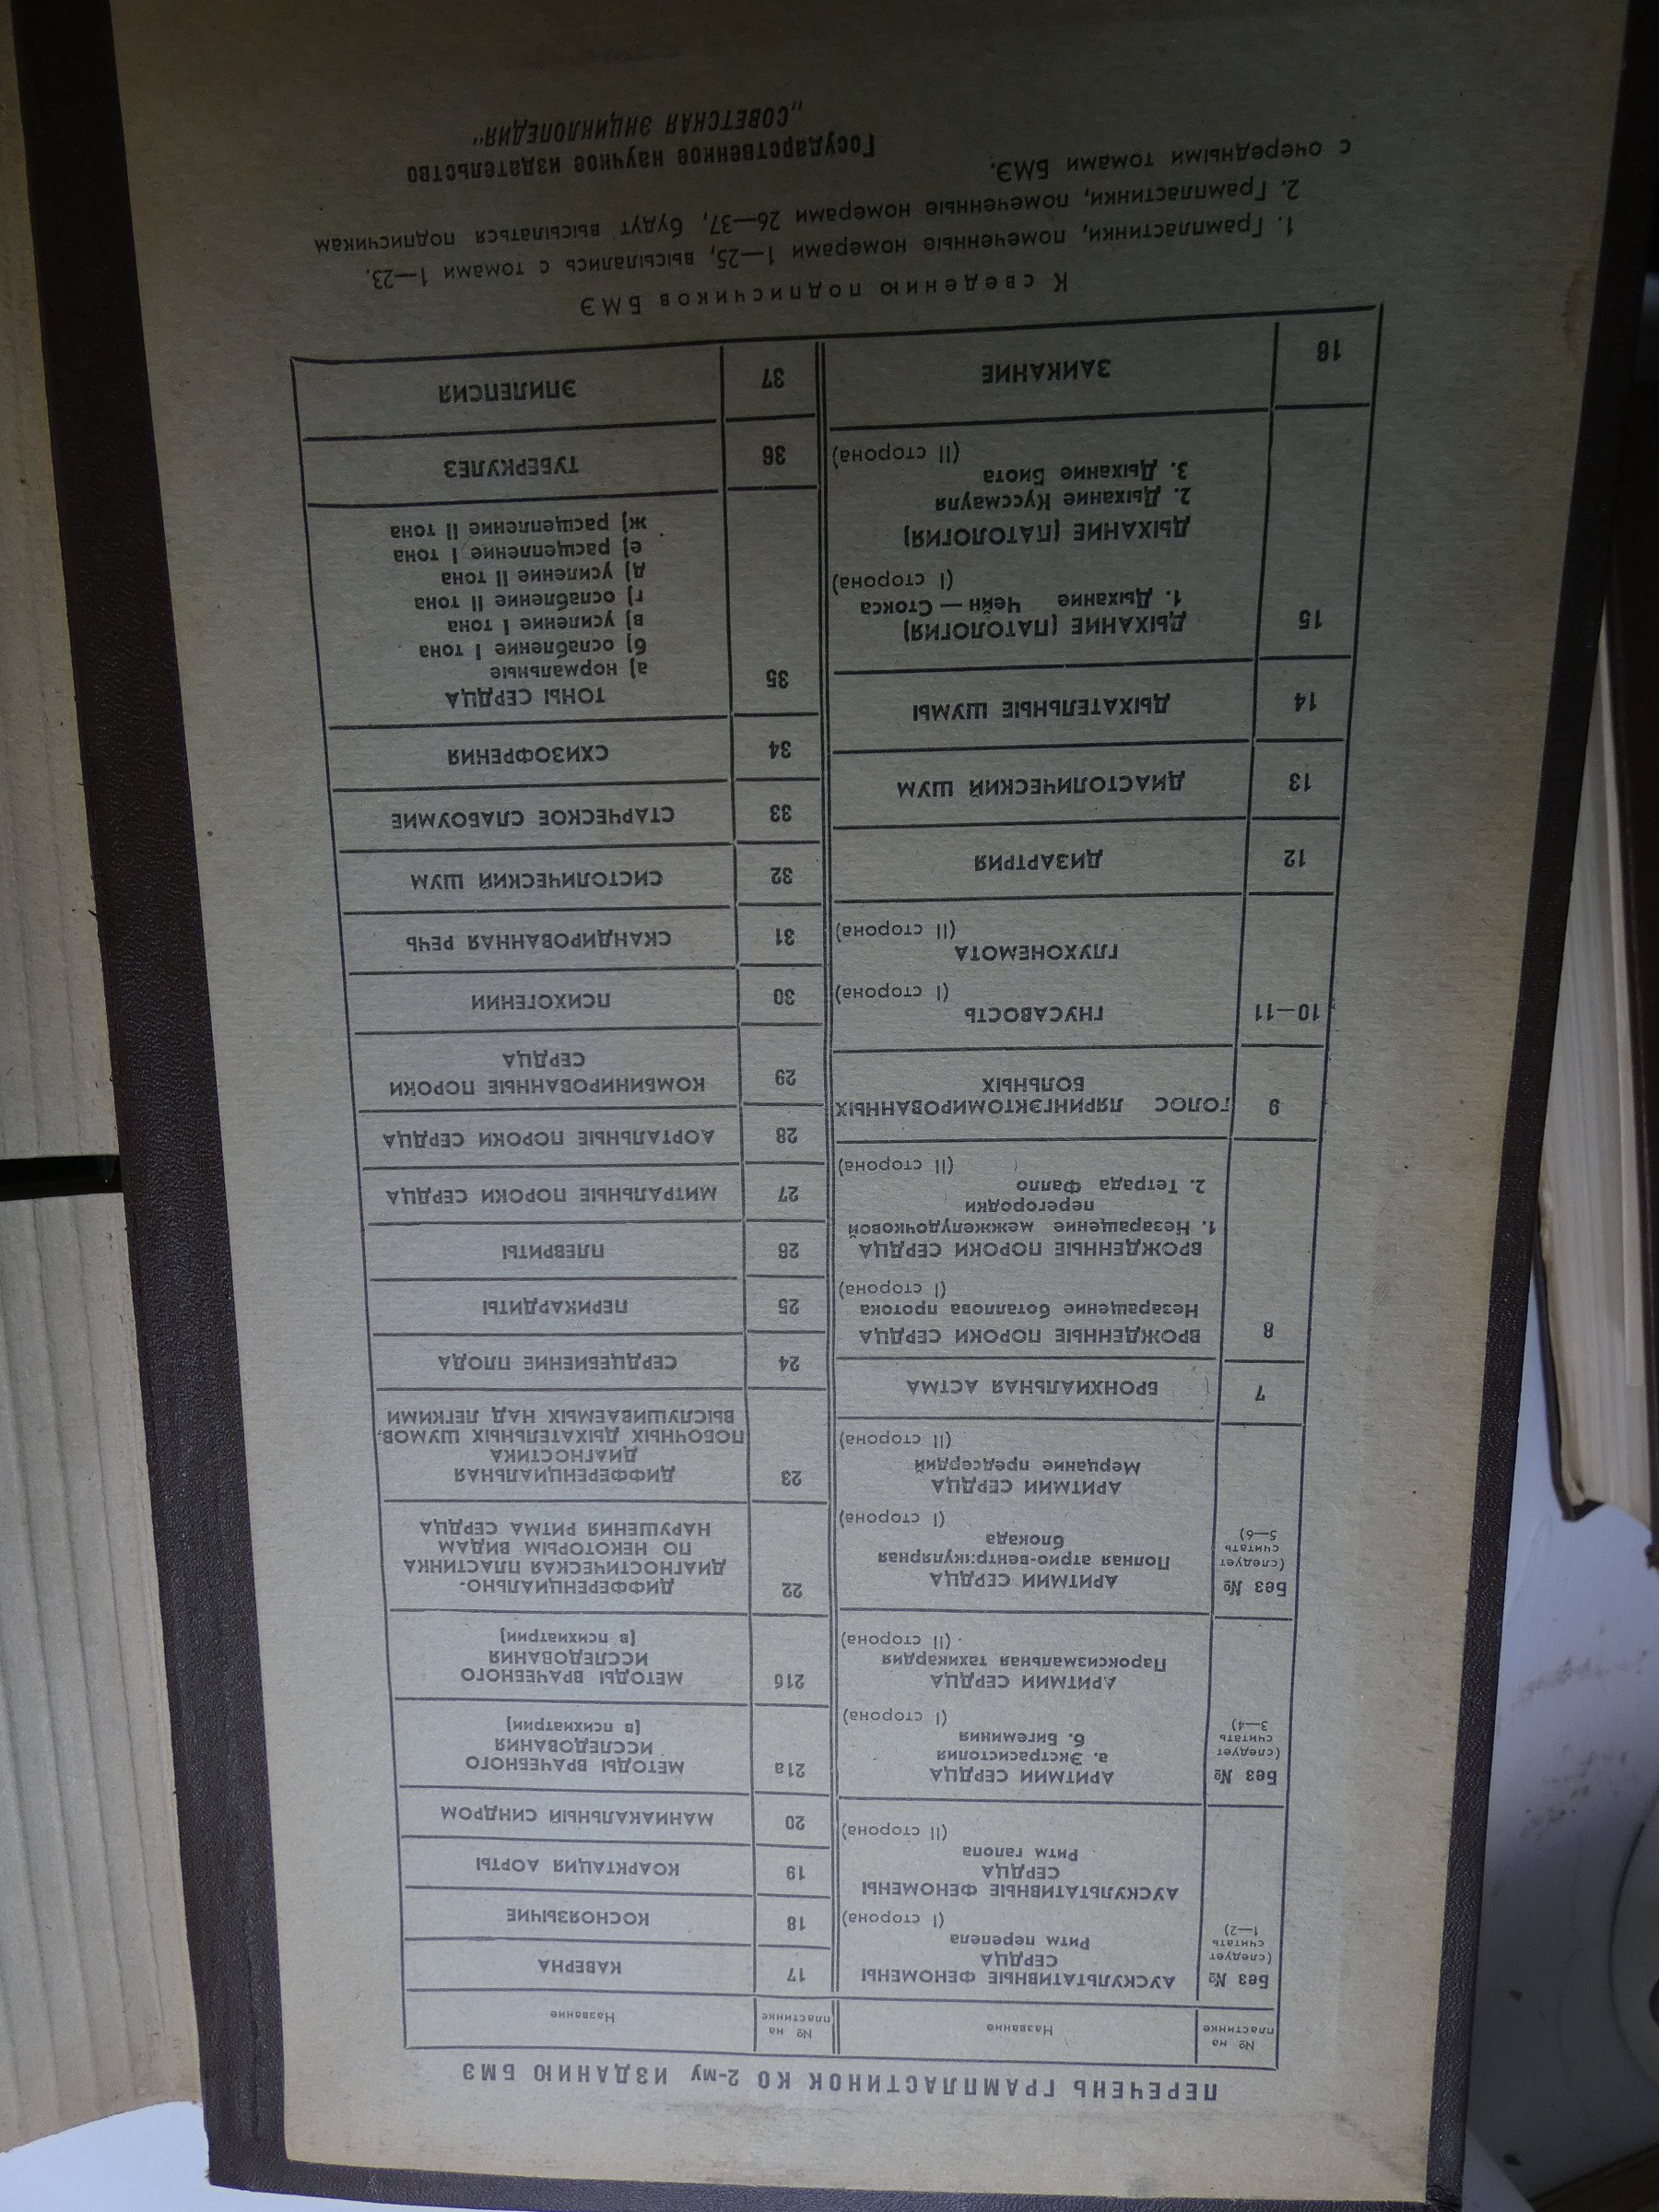 ПЕРЕЧЕНЬ ГРАМПЛАСТИНОК КО 2-му ИЗДАНИЮ БМЭ
№ на
пластинке
Название
Без №
(следует
считать
1—2)
АУСКУЛЬТАТИВНЫЕ ФЕНОМЕНЫ
СЕРДЦА
Ритм перепела
(I сторона)
АУСКУЛЬТАТИВНЫЕ ФЕНОМЕНЫ
СЕРДЦА
Ритм галопа
(II сторона)
Без №
(следует
считать
3—4)
АРИТМИИ СЕРДЦА
а. Экстрасистолия
б. Бигеминия
(I сторона)
АРИТМИИ СЕРДЦА
Пароксизмальная тахикардия
(II сторона)
Без №
(следует
считать
5—6)
АРИТМИИ СЕРДЦА
Полная атрио-вентрикулярная
блокада
(I сторона)
АРИТМИИ СЕРДЦА
Мерцание предсердий
(II сторона)
7
БРОНХИАЛЬНАЯ АСТМА
8
ВРОЖДЕННЫЕ ПОРОКИ СЕРДЦА
Незаращение боталлова протока
(I сторона)
ВРОЖДЕННЫЕ ПОРОКИ СЕРДЦА
1. Незаращение межжелудочковой
перегородки
2. Тетрада Фалло
(II сторона)
9
ГОЛОС ЛЯРИНГЭКТОМИРОВАННЫХ
БОЛЬНЫХ
10—11
ГНУСАВОСТЬ
(I сторона)
ГЛУХОНЕМОТА
(II сторона)
12
ДИЗАРТРИЯ
13
ДИАСТОЛИЧЕСКИЙ ШУМ
14
ДЫХАТЕЛЬНЫЕ ШУМЫ
15
ДЫХАНИЕ (ПАТОЛОГИЯ)
1. Дыхание Чейн — Стокса
(I сторона)
ДЫХАНИЕ (ПАТОЛОГИЯ)
2. Дыхание Куссмауля
3. Дыхание Биота
(II сторона)
16
ЗАИКАНИЕ
№ на
пластинке
Название
17
КАВЕРНА
18
КОСНОЯЗЫЧИЕ
19
КОАРКТАЦИЯ АОРТЫ
20
МАНИАКАЛЬНЫЙ СИНДРОМ
21а
МЕТОДЫ ВРАЧЕБНОГО
ИССЛЕДОВАНИЯ
(в психиатрии)
21б
МЕТОДЫ ВРАЧЕБНОГО
ИССЛЕДОВАНИЯ
(в психиатрии)
22
ДИФФЕРЕНЦИАЛЬНО-
ДИАГНОСТИЧЕСКАЯ ПЛАСТИНКА
ПО НЕКОТОРЫМ ВИДАМ
НАРУШЕНИЯ РИТМА СЕРДЦА
23
ДИФФЕРЕНЦИАЛЬНАЯ
ДИАГНОСТИКА
ПОБОЧНЫХ ДЫХАТЕЛЬНЫХ ШУМОВ,
ВЫСЛУШИВАЕМЫХ НАД ЛЕГКИМИ
24
СЕРДЦЕБИЕНИЕ ПЛОДА
25
ПЕРИКАРДИТЫ
26
ПЛЕВРИТЫ
27
МИТРАЛЬНЫЕ ПОРОКИ СЕРДЦА
28
АОРТАЛЬНЫЕ ПОРОКИ СЕРДЦА
29
КОМБИНИРОВАННЫЕ ПОРОКИ
СЕРДЦА
30
ПСИХОГЕНИИ
31
СКАНДИРОВАННАЯ РЕЧЬ
32
СИСТОЛИЧЕСКИЙ ШУМ
33
СТАРЧЕСКОЕ СЛАБОУМИЕ
34
СХИЗОФРЕНИЯ
35
ТОНЫ СЕРДЦА
а) нормальные
б) ослабление I тона
в) усиление I тона
г) ослабление II тона
д) усиление II тона
е) расщепление I тона
ж) расщепление II тона
36
ТУБЕРКУЛЕЗ
37
ЭПИЛЕПСИЯ
К сведению подписчиков БМЭ
1. Грампластинки, помеченные номерами 1—25, высылались с томами 1—23.
2. Грампластинки, помеченные номерами 26—37, будут высылаться подписчикам
с очередными томами БМЭ.
Государственное научное издательство
„СОВЕТСКАЯ ЭНЦИКЛОПЕДИЯ"